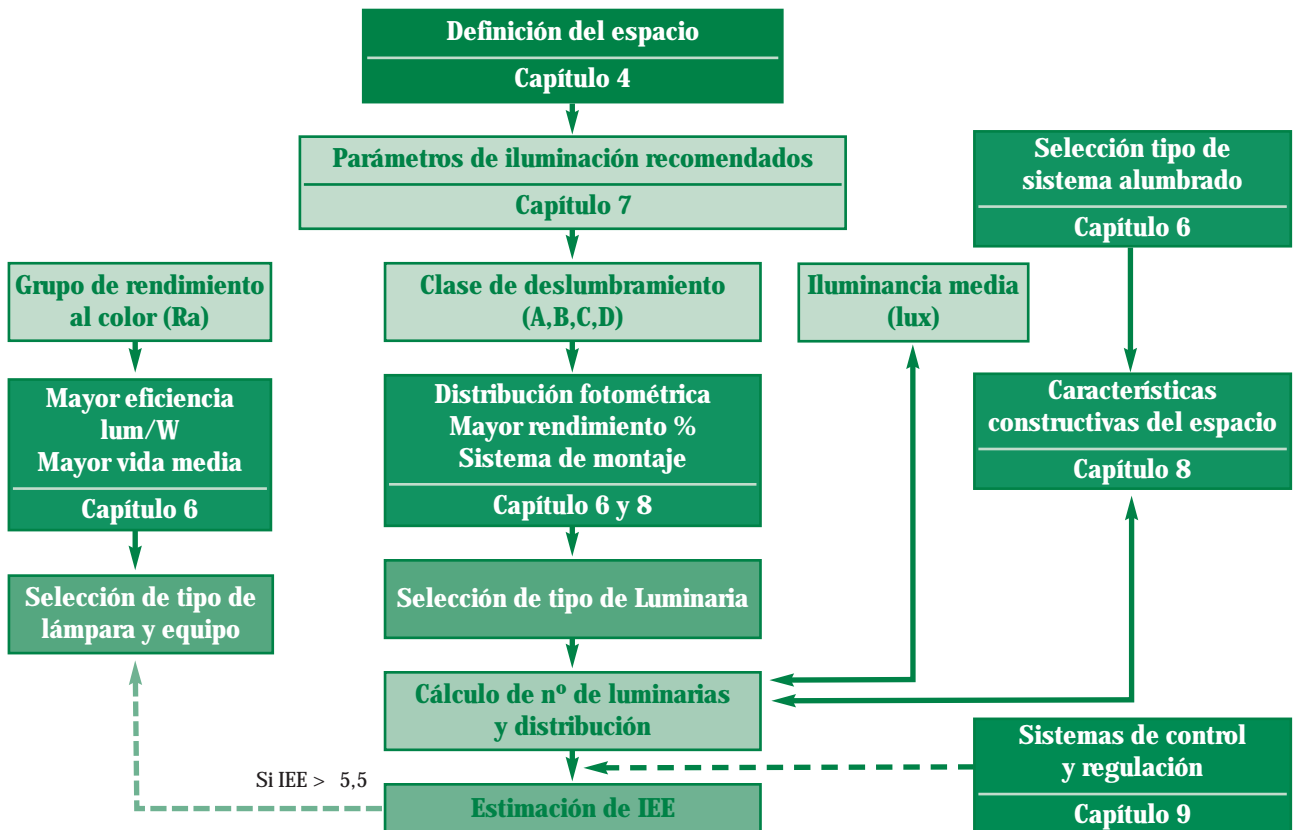 Definición del espacio
Capítulo 4
Parámetros de iluminación recomendados
Capítulo 7
Selección tipo de
sistema alumbrado
Capítulo 6
Grupo de rendimiento
al color (Ra)
Clase de deslumbramiento
(A,B,C,D)
Iluminancia media
(lux)
Mayor eficiencia
lum/W
Mayor vida media
Capítulo 6
Distribución fotométrica
Mayor rendimiento %
Sistema de montaje
Capítulo 6 y 8
Características
constructivas del espacio
Capítulo 8
Selección de tipo de
lámpara y equipo
Selección de tipo de Luminaria
Cálculo de nº de luminarias
y distribución
Sistemas de control
y regulación
Capítulo 9
Si IEE > 5,5
Estimación de IEE